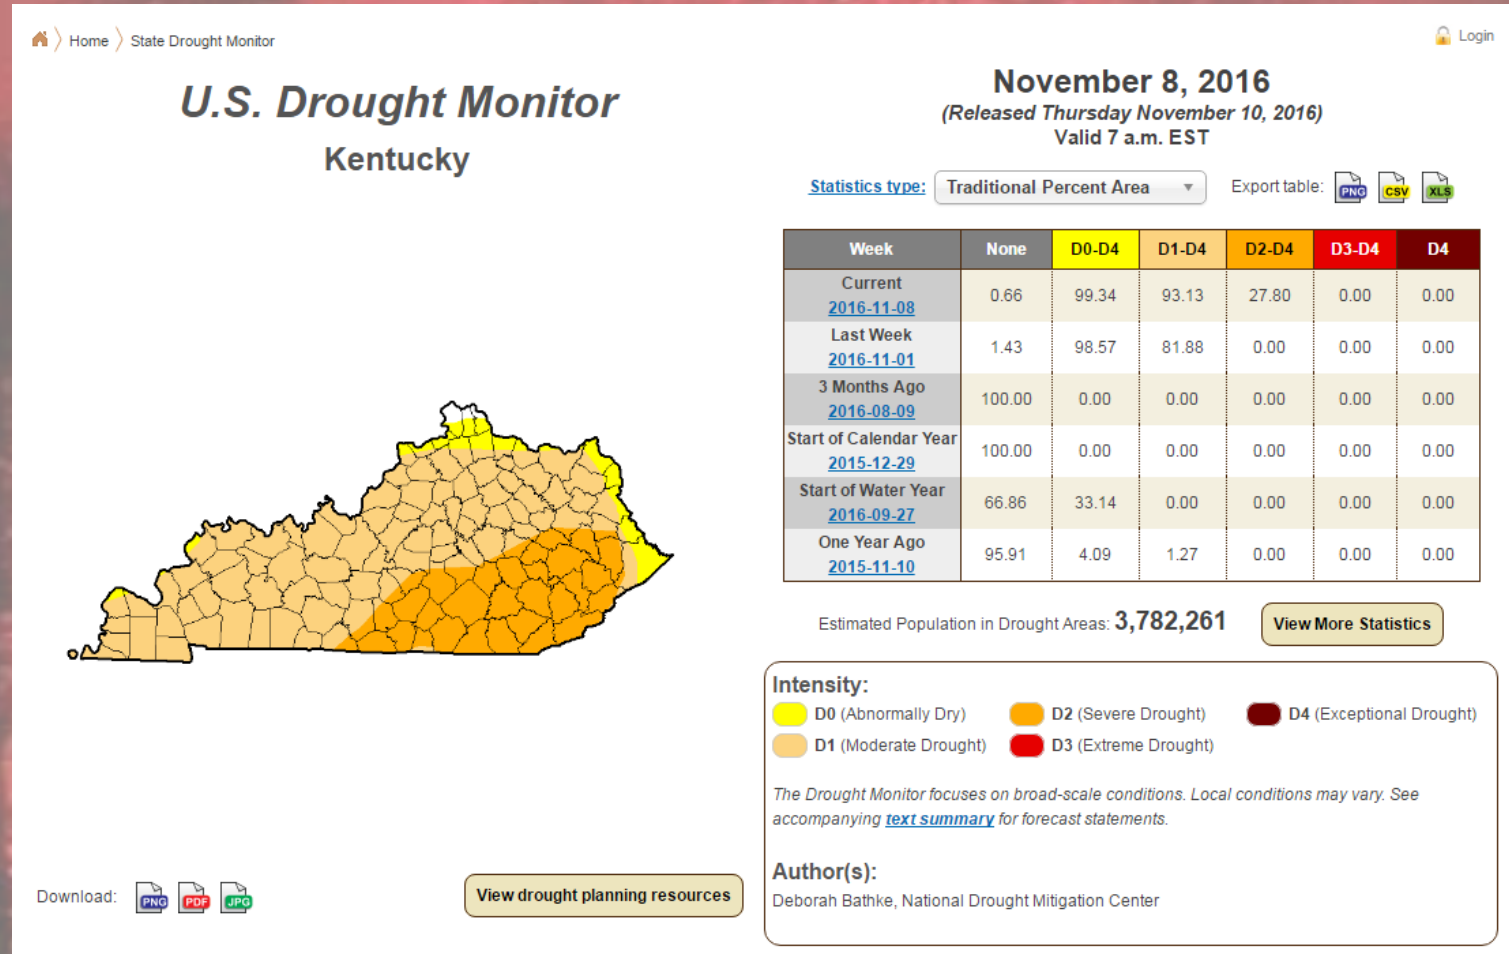 Home State Drought Monitor
Login
U.S. Drought Monitor
Kentucky
November 8, 2016
(Released Thursday November 10, 2016)
Valid 7 a.m. EST
Statistics type: Traditional Percent Area Export table: PNG CSV XLS
Week None D0-D4 D1-D4 D2-D4 D3-D4 D4
Current
2016-11-08 0.66 99.34 93.13 27.80 0.00 0.00
Last Week
2016-11-01 1.43 98.57 81.88 0.00 0.00 0.00
3 Months Ago
2016-08-09 100.00 0.00 0.00 0.00 0.00 0.00
Start of Calendar Year
2015-12-29 100.00 0.00 0.00 0.00 0.00 0.00
Start of Water Year
2016-09-27 66.86 33.14 0.00 0.00 0.00 0.00
One Year Ago
2015-11-10 95.91 4.09 1.27 0.00 0.00 0.00
Estimated Population in Drought Areas: 3,782,261 View More Statistics
Intensity:
D0 (Abnormally Dry) D2 (Severe Drought) D4 (Exceptional Drought)
D1 (Moderate Drought) D3 (Extreme Drought)
The Drought Monitor focuses on broad-scale conditions. Local conditions may vary. See
accompanying text summary for forecast statements.
Author(s):
Deborah Bathke, National Drought Mitigation Center
Download: PNG PDF JPG View drought planning resources